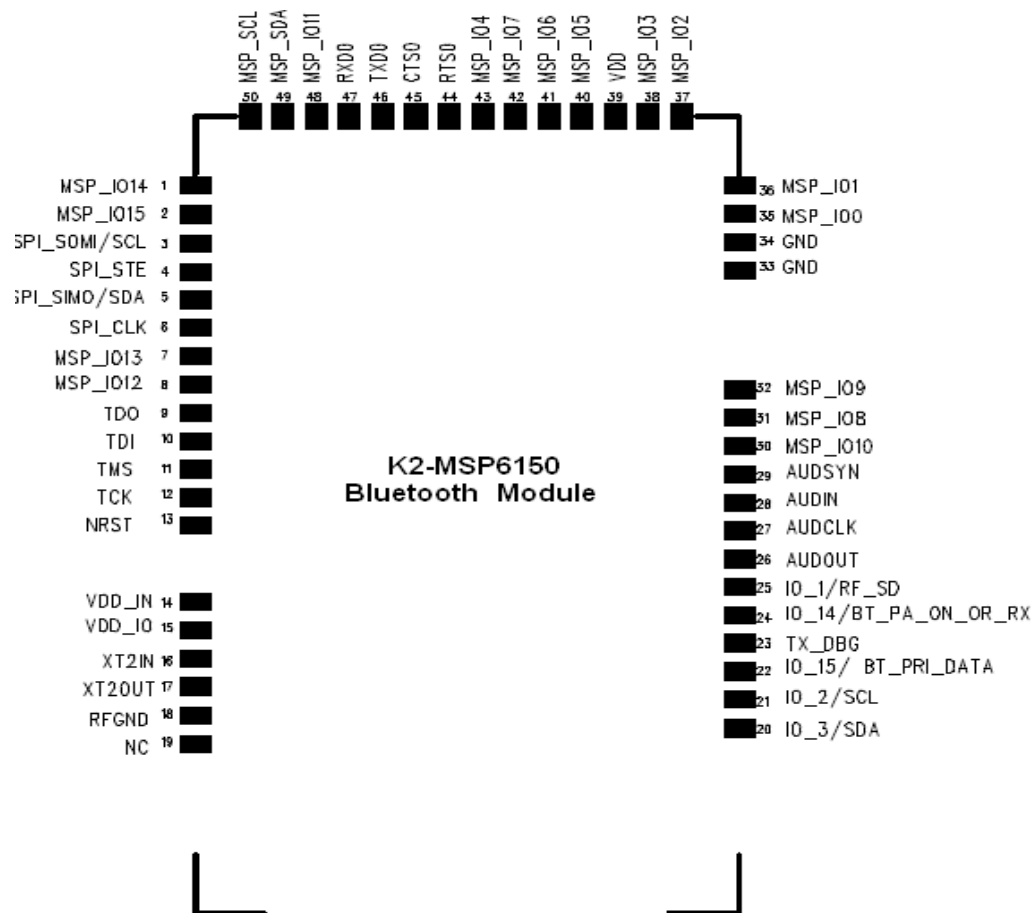 MSP_SCL
MSP_SDA
MSP_IO11
RXD0
TXD0
CTS0
RTS0
MSP_IO4
MSP_IO7
MSP_IO6
MSP_IO5
VDD
MSP_IO3
MSP_IO2
50 49 48 47 46 45 44 43 42 41 40 39 38 37
MSP_IO14 1
MSP_IO15 2
SPI_SOMI/SCL 3
SPI_STE 4
SPI_SIMO/SDA 5
SPI_CLK 6
MSP_IO13 7
MSP_IO12 8
TDO 9
TDI 10
TMS 11
TCK 12
NRST 13
VDD_IN 14
VDD_IO 15
XT2IN 16
XT2OUT 17
RFGND 18
NC 19
K2-MSP6150
Bluetooth Module
36 MSP_IO1
35 MSP_IO0
34 GND
33 GND
32 MSP_IO9
31 MSP_IO8
30 MSP_IO10
29 AUDSYN
28 AUDIN
27 AUDCLK
26 AUDOUT
25 IO_1/RF_SD
24 IO_14/BT_PA_ON_OR_RX
23 TX_DBG
22 IO_15/ BT_PRI_DATA
21 IO_2/SCL
20 IO_3/SDA